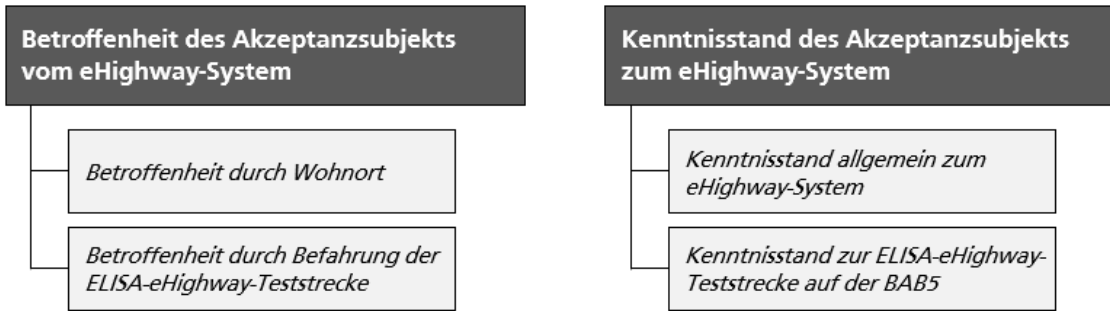 Betroffenheit des Akzeptanzsubjekts
vom eHighway-System
Betroffenheit durch Wohnort
Betroffenheit durch Befahrung der
ELISA-eHighway-Teststrecke
Kenntnisstand des Akzeptanzsubjekts
zum eHighway-System
Kenntnisstand allgemein zum
eHighway-System
Kenntnisstand zur ELISA-eHighway-
Teststrecke auf der BAB5